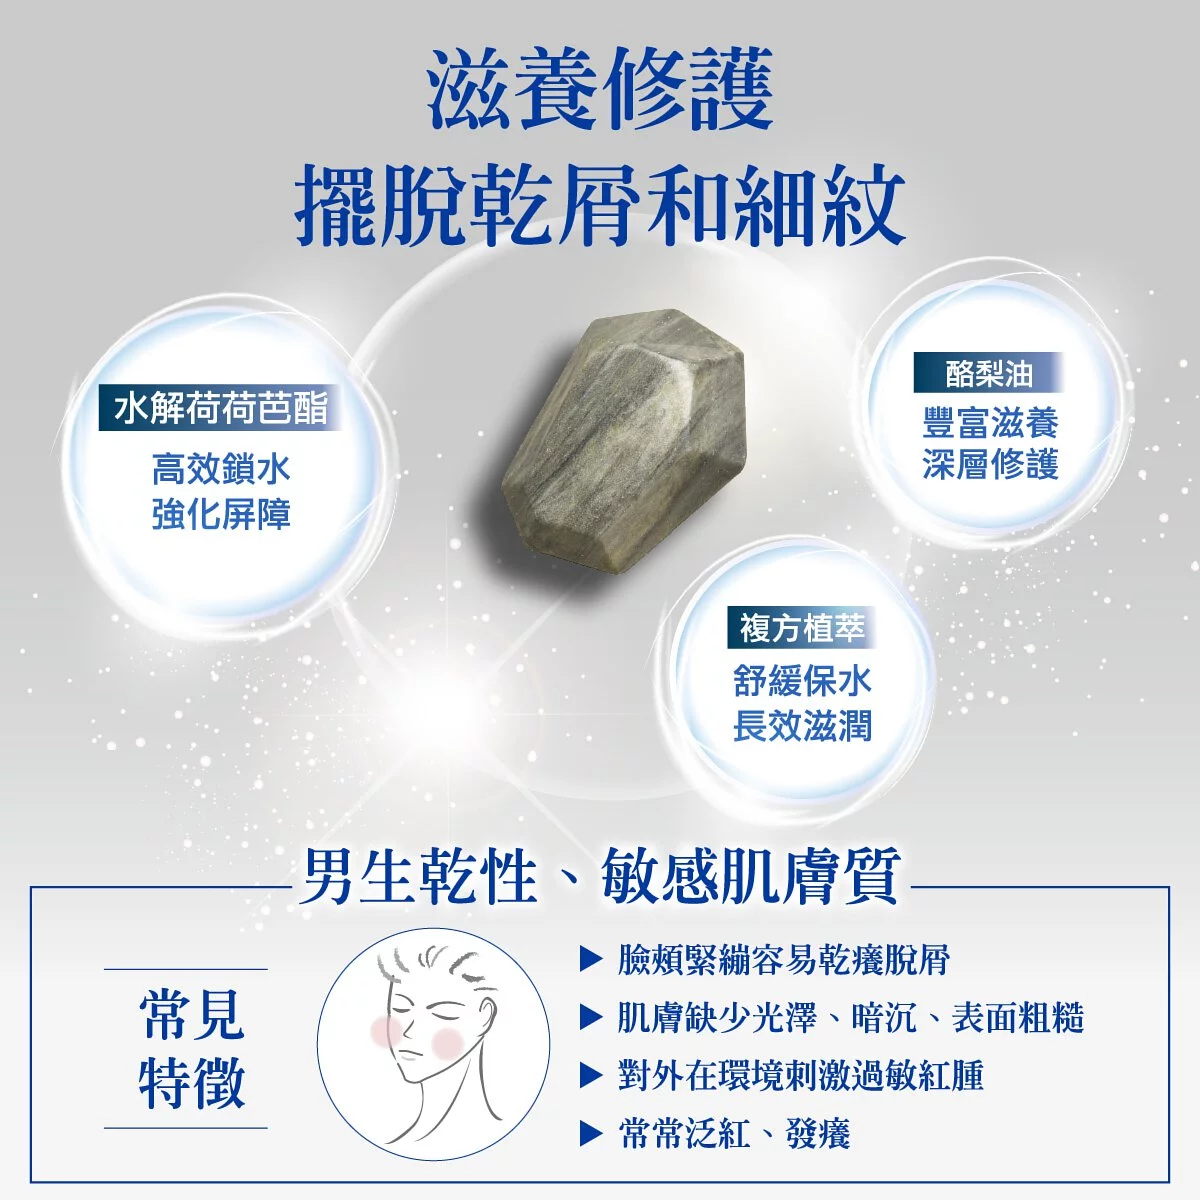 滋養修護
擺脫乾屑和細紋
水解荷荷芭酯
高效鎖水
強化屏障
酪梨油
豐富滋養
深層修護
複方植萃
舒緩保水
長效滋潤
男生乾性、敏感肌膚質
常見
特徵
▶ 臉頰緊繃容易乾癢脫屑
▶ 肌膚缺少光澤、暗沉、表面粗糙
▶ 對外在環境刺激過敏紅腫
▶ 常常泛紅、發癢